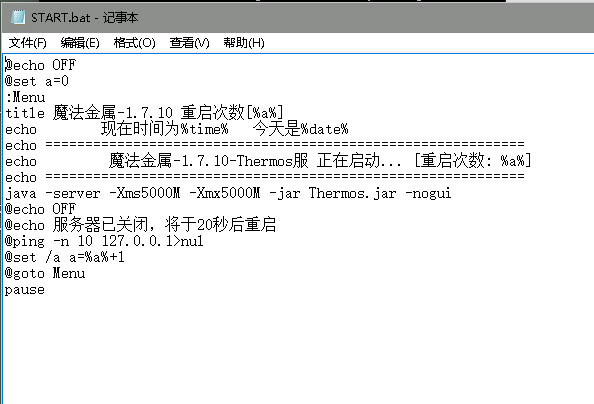 START.bat - 记事本
文件(F) 编辑(E) 格式(O) 查看(V) 帮助(H)
@echo OFF
@set a=0
:Menu
title 魔法金属-1.7.10 重启次数[%a%]
echo        现在时间为%time%   今天是%date%
echo ============================================================
echo         魔法金属-1.7.10-Thermos服 正在启动... [重启次数: %a%]
echo ============================================================
java -server -Xms5000M -Xmx5000M -jar Thermos.jar -nogui
@echo OFF
@echo 服务器已关闭，将于20秒后重启
@ping -n 10 127.0.0.1>nul
@set /a a=%a%+1
@goto Menu
pause